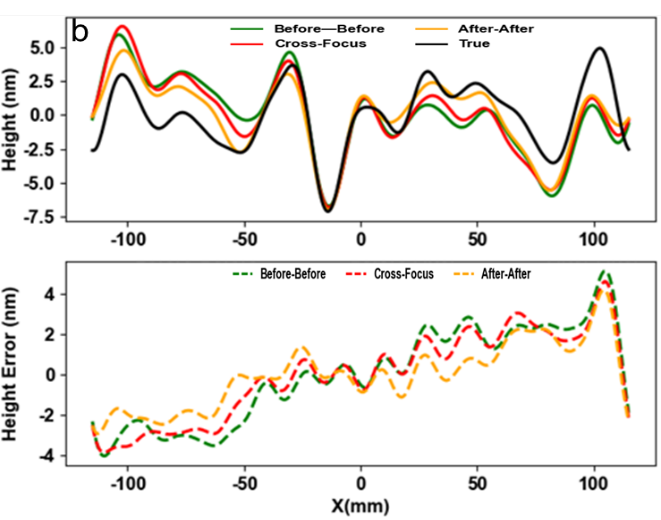 b
Before—Before After-After
Cross-Focus True
Height (nm)
5.0
2.5
0.0
-2.5
-5.0
-7.5
-100 -50 0 50 100
Before-Before Cross-Focus After-After
Height Error (nm)
4
2
0
-2
-4
-100 -50 0 50 100
X(mm)